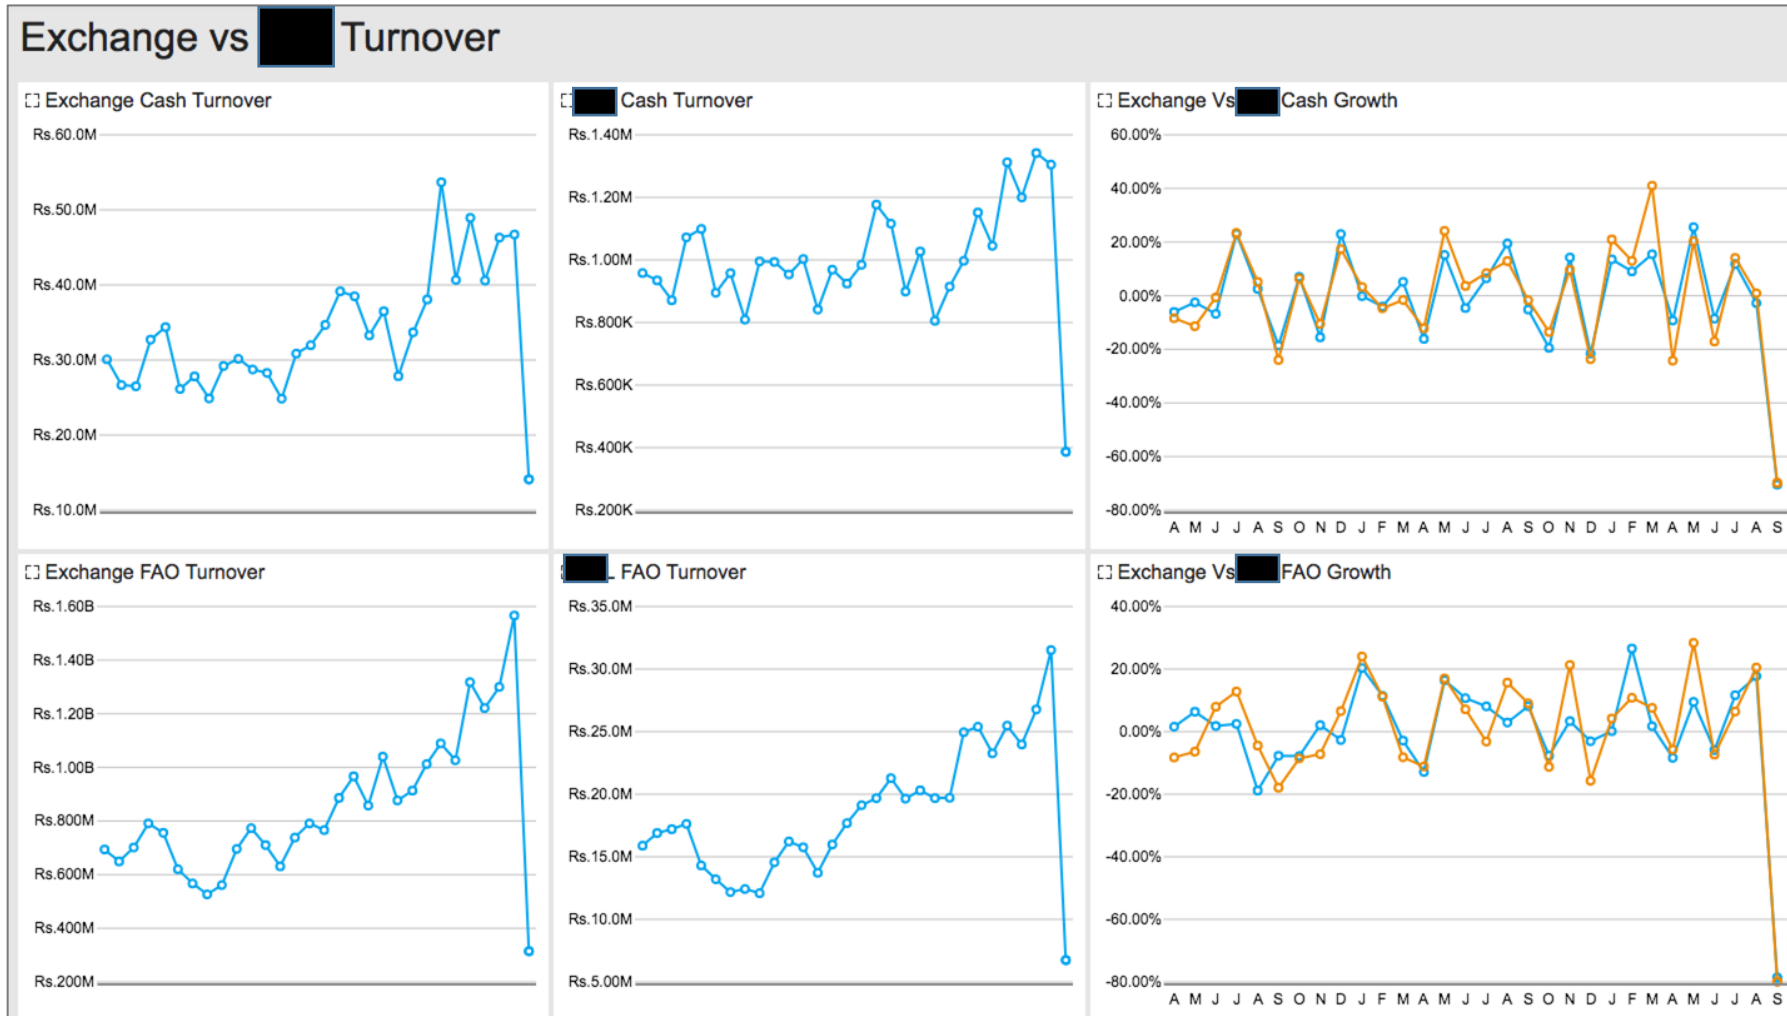 Exchange vs Turnover
Exchange Cash Turnover
Rs.60.0M
Rs.50.0M
Rs.40.0M
Rs.30.0M
Rs.20.0M
Rs.10.0M
Cash Turnover
Rs.1.40M
Rs.1.20M
Rs.1.00M
Rs.800K
Rs.600K
Rs.400K
Rs.200K
Exchange Vs Cash Growth
60.00%
40.00%
20.00%
0.00%
-20.00%
-40.00%
-60.00%
-80.00%
A M J J A S O N D J F M A M J J A S O N D J F M A M J J A S
Exchange FAO Turnover
Rs.1.60B
Rs.1.40B
Rs.1.20B
Rs.1.00B
Rs.800M
Rs.600M
Rs.400M
Rs.200M
FAO Turnover
Rs.35.0M
Rs.30.0M
Rs.25.0M
Rs.20.0M
Rs.15.0M
Rs.10.0M
Rs.5.00M
Exchange Vs FAO Growth
40.00%
20.00%
0.00%
-20.00%
-40.00%
-60.00%
-80.00%
A M J J A S O N D J F M A M J J A S O N D J F M A M J J A S